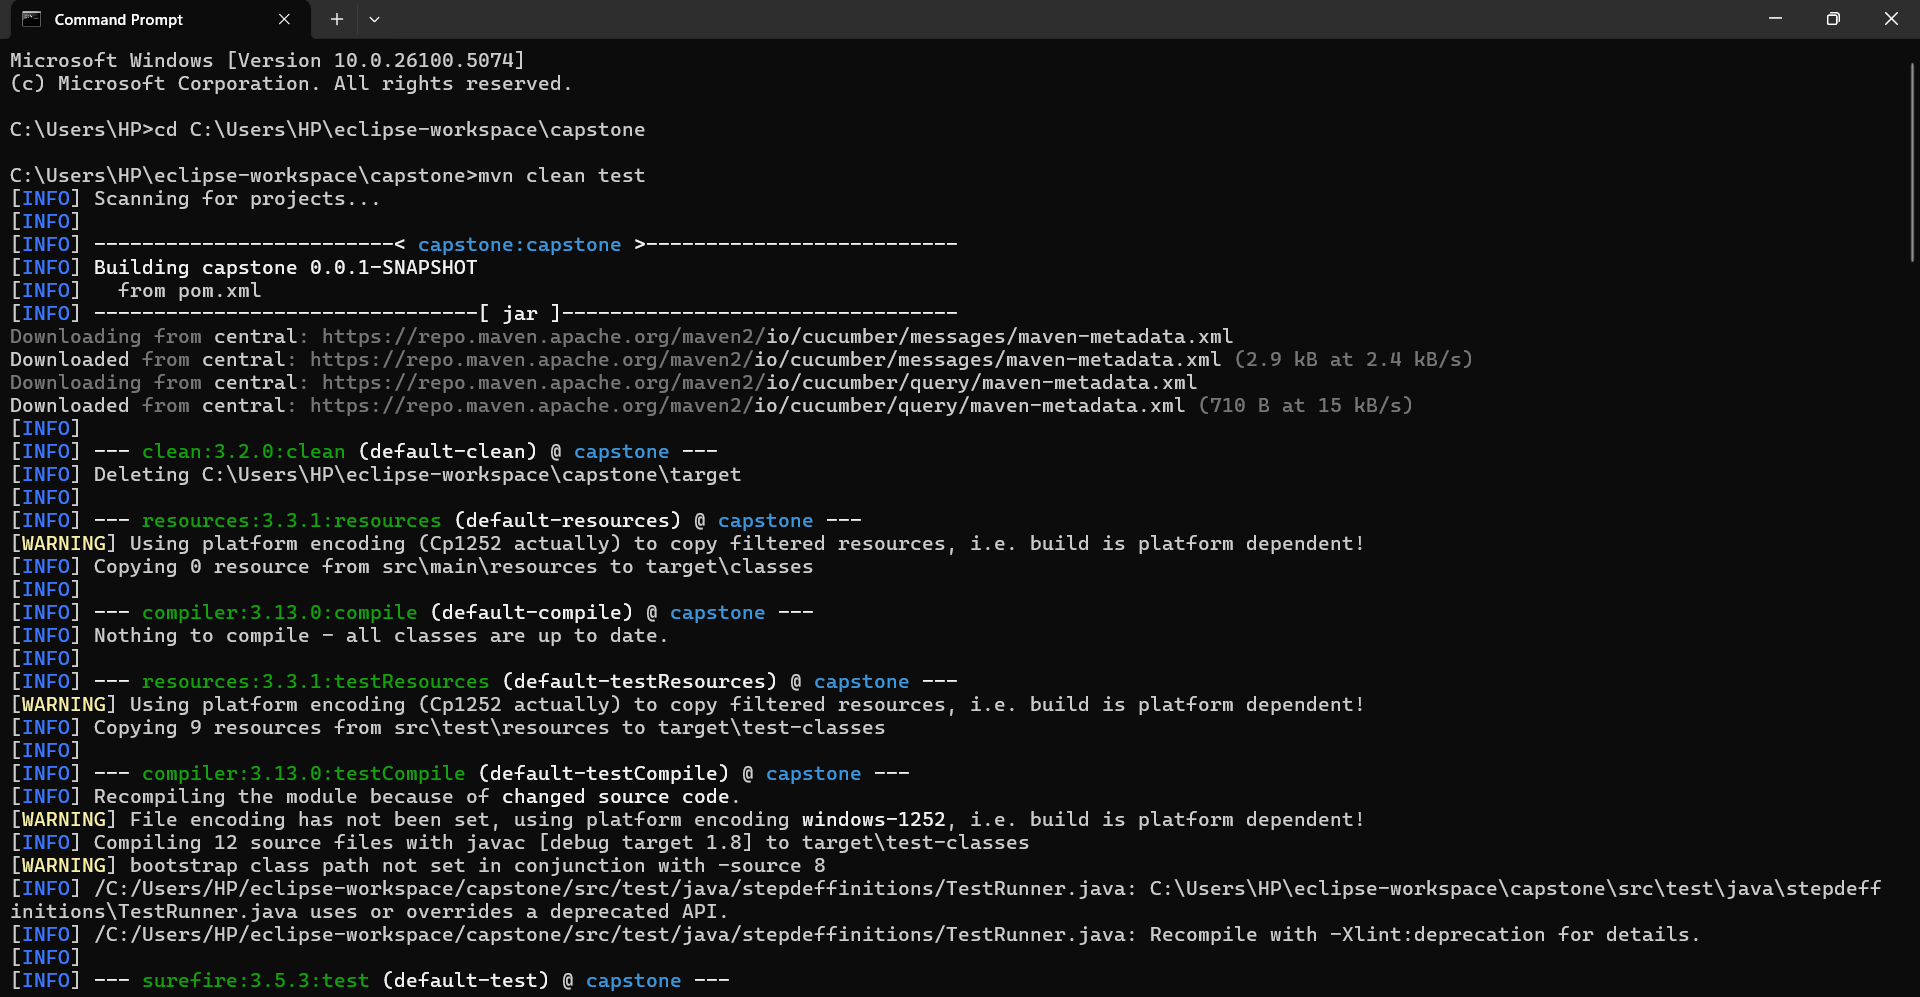 Command Prompt
Microsoft Windows [Version 10.0.26100.5074]
(c) Microsoft Corporation. All rights reserved.
C:\Users\HP>cd C:\Users\HP\eclipse-workspace\capstone
C:\Users\HP\eclipse-workspace\capstone>mvn clean test
[INFO] Scanning for projects...
[INFO]
[INFO] -------------------------< capstone:capstone >--------------------------
[INFO] Building capstone 0.0.1-SNAPSHOT
[INFO]   from pom.xml
[INFO] --------------------------------[ jar ]---------------------------------
Downloading from central: https://repo.maven.apache.org/maven2/io/cucumber/messages/maven-metadata.xml
Downloaded from central: https://repo.maven.apache.org/maven2/io/cucumber/messages/maven-metadata.xml (2.9 kB at 2.4 kB/s)
Downloading from central: https://repo.maven.apache.org/maven2/io/cucumber/query/maven-metadata.xml
Downloaded from central: https://repo.maven.apache.org/maven2/io/cucumber/query/maven-metadata.xml (710 B at 15 kB/s)
[INFO]
[INFO] --- clean:3.2.0:clean (default-clean) @ capstone ---
[INFO] Deleting C:\Users\HP\eclipse-workspace\capstone\target
[INFO]
[INFO] --- resources:3.3.1:resources (default-resources) @ capstone ---
[WARNING] Using platform encoding (Cp1252 actually) to copy filtered resources, i.e. build is platform dependent!
[INFO] Copying 0 resource from src\main\resources to target\classes
[INFO]
[INFO] --- compiler:3.13.0:compile (default-compile) @ capstone ---
[INFO] Nothing to compile - all classes are up to date.
[INFO]
[INFO] --- resources:3.3.1:testResources (default-testResources) @ capstone ---
[WARNING] Using platform encoding (Cp1252 actually) to copy filtered resources, i.e. build is platform dependent!
[INFO] Copying 9 resources from src\test\resources to target\test-classes
[INFO]
[INFO] --- compiler:3.13.0:testCompile (default-testCompile) @ capstone ---
[INFO] Recompiling the module because of changed source code.
[WARNING] File encoding has not been set, using platform encoding windows-1252, i.e. build is platform dependent!
[INFO] Compiling 12 source files with javac [debug target 1.8] to target\test-classes
[WARNING] bootstrap class path not set in conjunction with -source 8
[INFO] /C:/Users/HP/eclipse-workspace/capstone/src/test/java/stepdeffinitions/TestRunner.java: C:\Users\HP\eclipse-workspace\capstone\src\test\java\stepdeff
initions\TestRunner.java uses or overrides a deprecated API.
[INFO] /C:/Users/HP/eclipse-workspace/capstone/src/test/java/stepdeffinitions/TestRunner.java: Recompile with -Xlint:deprecation for details.
[INFO]
[INFO] --- surefire:3.5.3:test (default-test) @ capstone ---